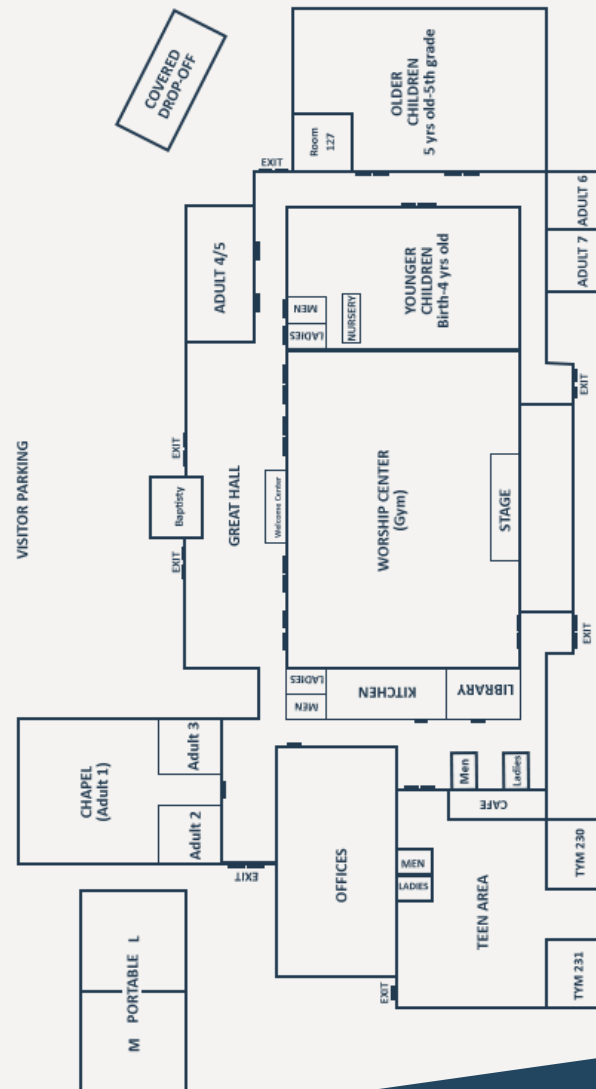 COVERED
DROP-OFF
OLDER
CHILDREN
5 yrs old-5th grade
Room
127
EXIT
ADULT 6
ADULT 7
ADULT 4/5
YOUNGER
CHILDREN
Birth-4 yrs old
MEN
LADIES
NURSERY
EXIT
VISITOR PARKING
EXIT
Baptisty
EXIT
GREAT HALL
Welcome Center
WORSHIP CENTER
(Gym)
STAGE
EXIT
LADIES
MEN
KITCHEN
LIBRARY
CHAPEL
(Adult 1)
Adult 3
Adult 2
EXIT
OFFICES
Men
Ladies
CAFE
MEN
LADIES
TEEN AREA
TYM 230
TYM 231
EXIT
M PORTABLE L